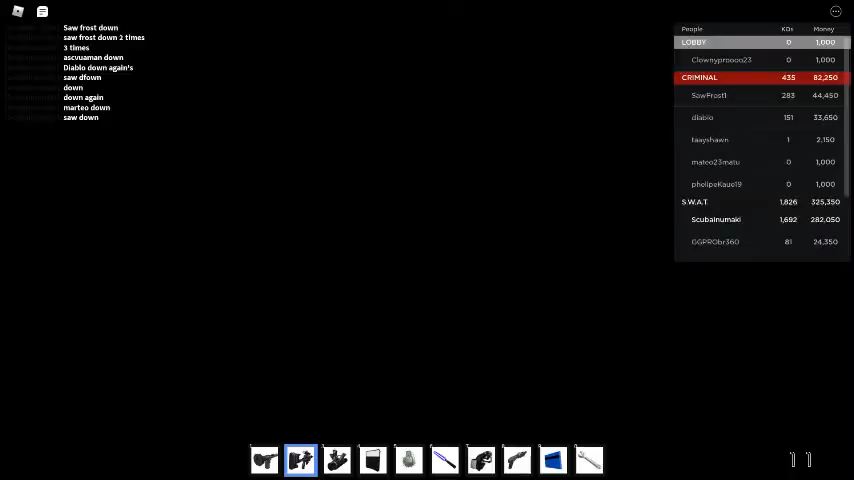 Saw frost down
saw frost down 2 times
3 times
ascvuaman down
Diablo down again's
saw dfown
down
down again
marteo down
saw down
People KDs Money
LOBBY 0 1,000
Clownyproooo23 0 1,000
CRIMINAL 435 82,250
SawFrost1 283 44,450
diablo 151 33,650
taayshawn 1 2,150
mateo23matu 0 1,000
phelipeKaue19 0 1,000
S.W.A.T. 1,826 325,350
Scubainumaki 1,692 282,050
GGPRObr360 81 24,350